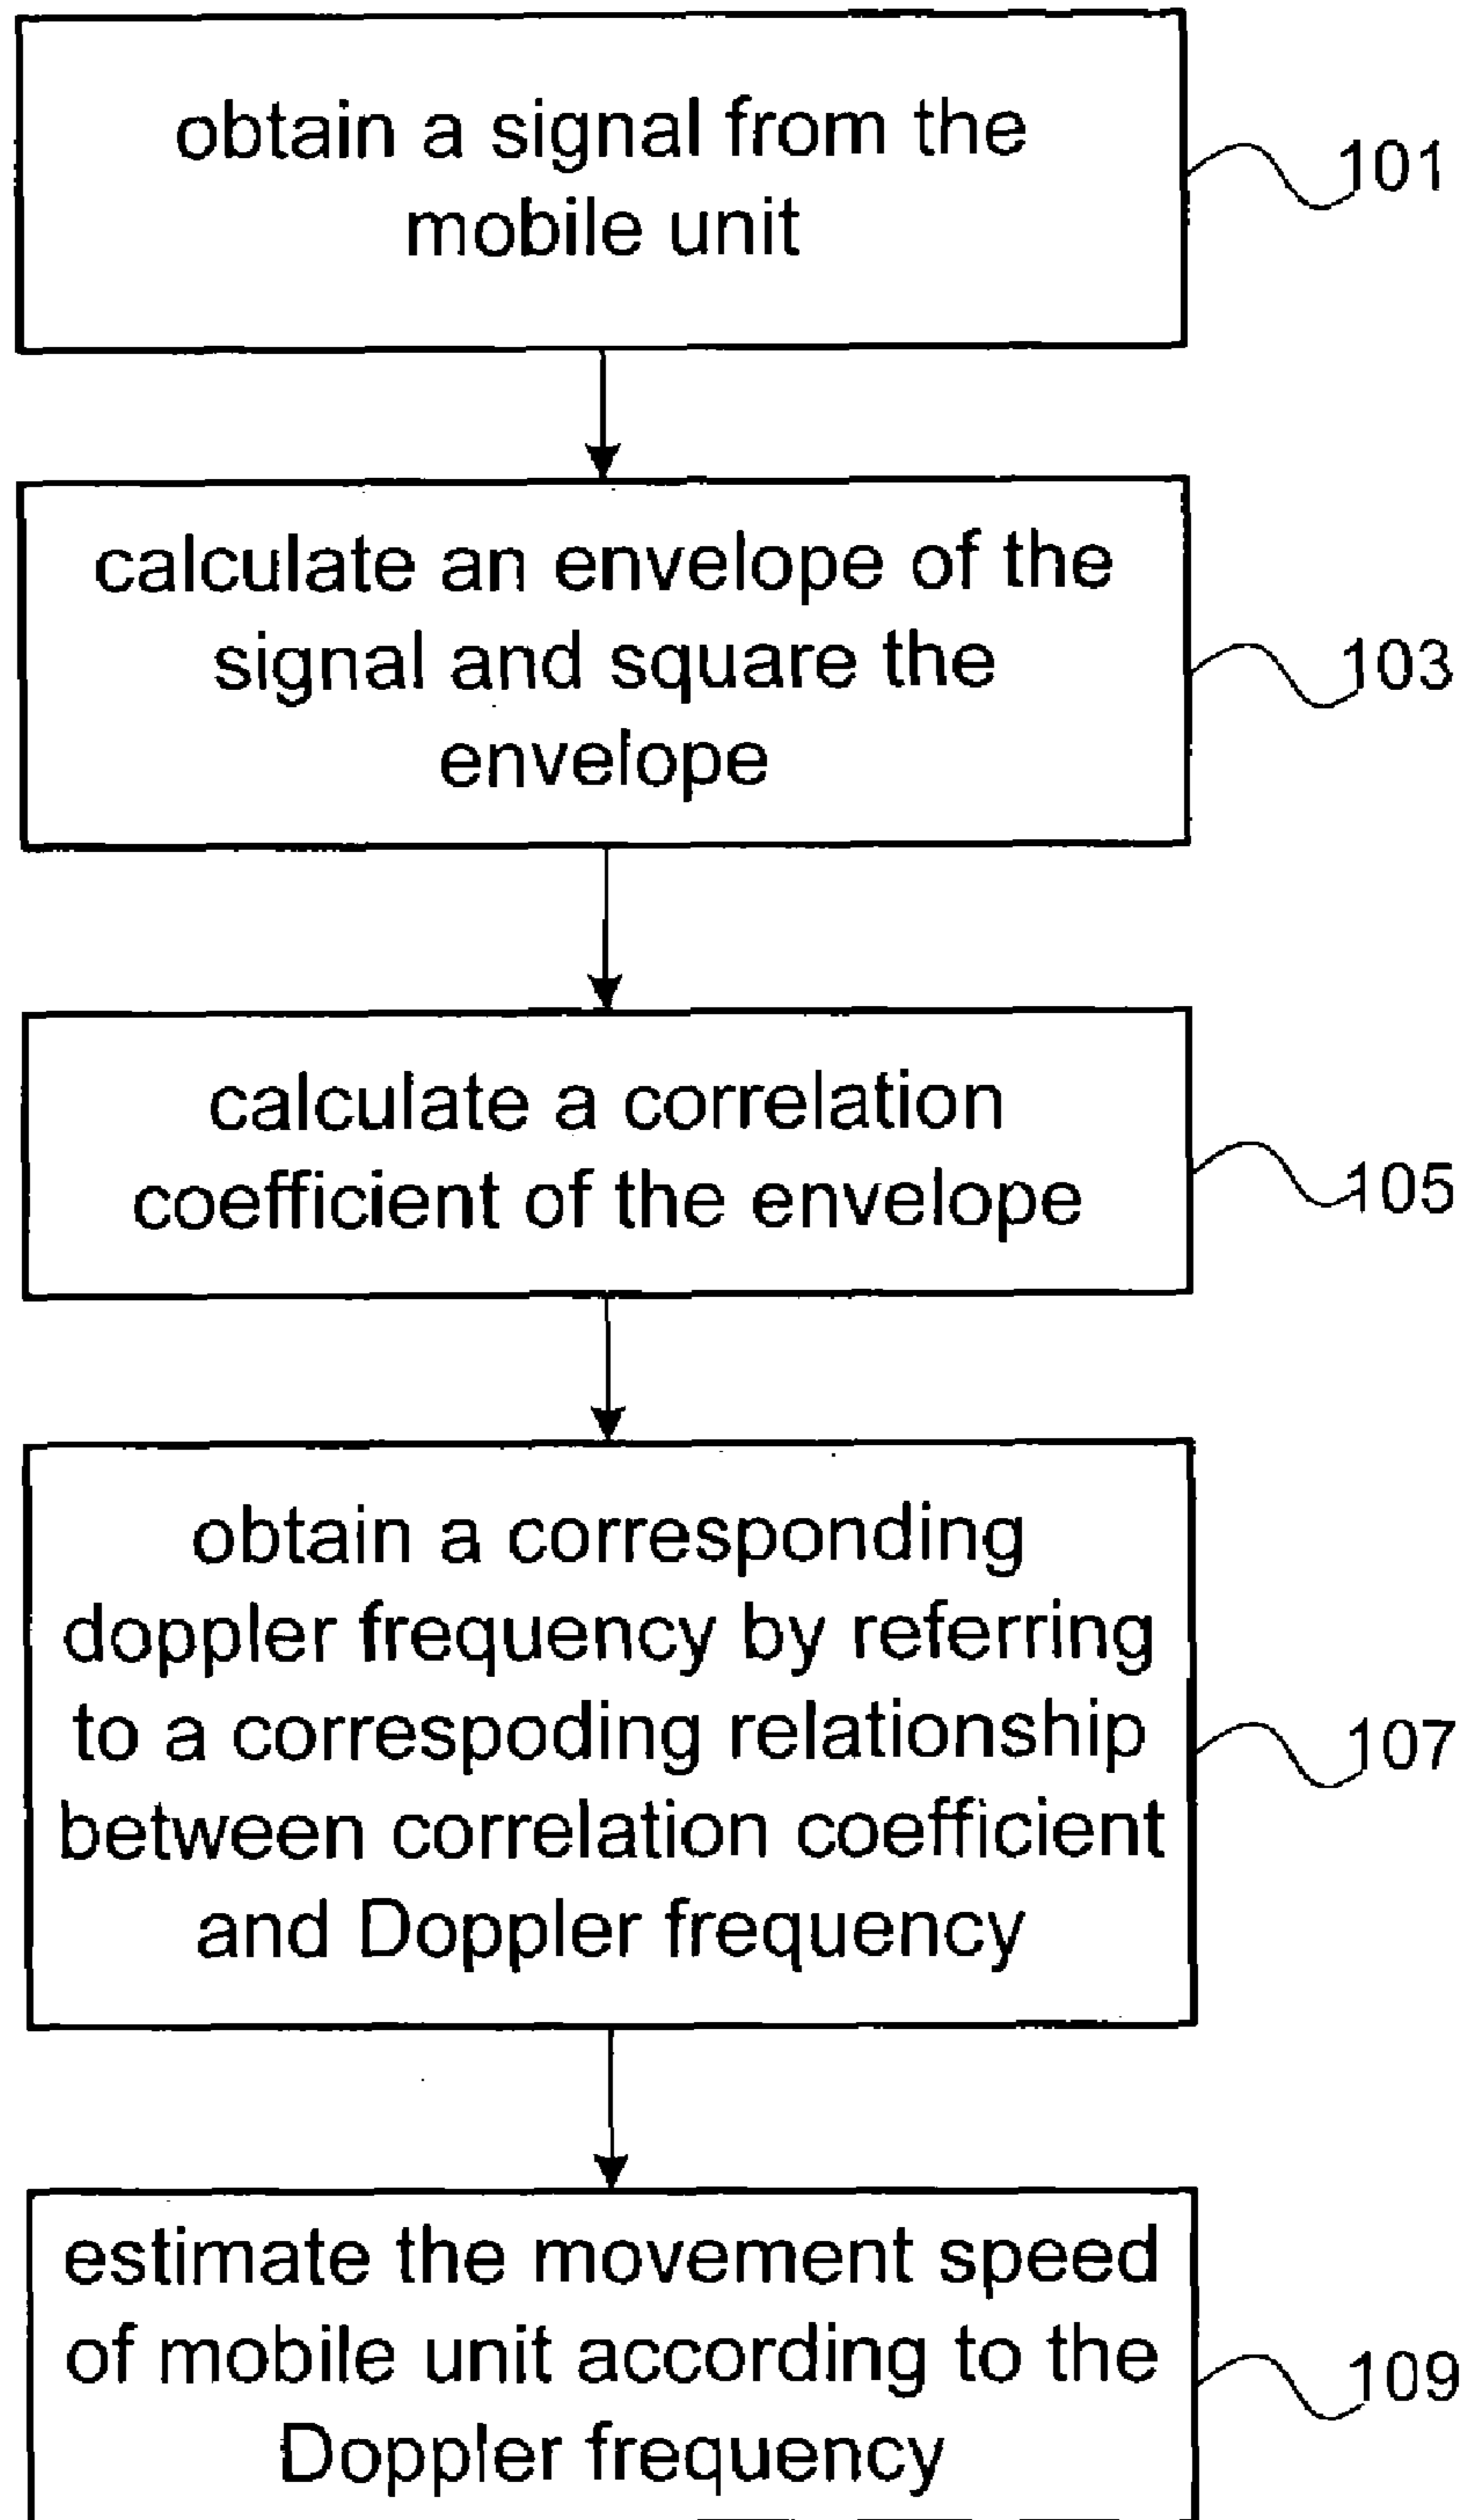 obtain a signal from the
mobile unit
101
calculate an envelope of the
signal and square the
envelope
103
calculate a correlation
coefficient of the envelope
105
obtain a corresponding
doppler frequency by referring
to a correspoding relationship
between correlation coefficient
and Doppler frequency
107
estimate the movement speed
of mobile unit according to the
Doppler frequency
109